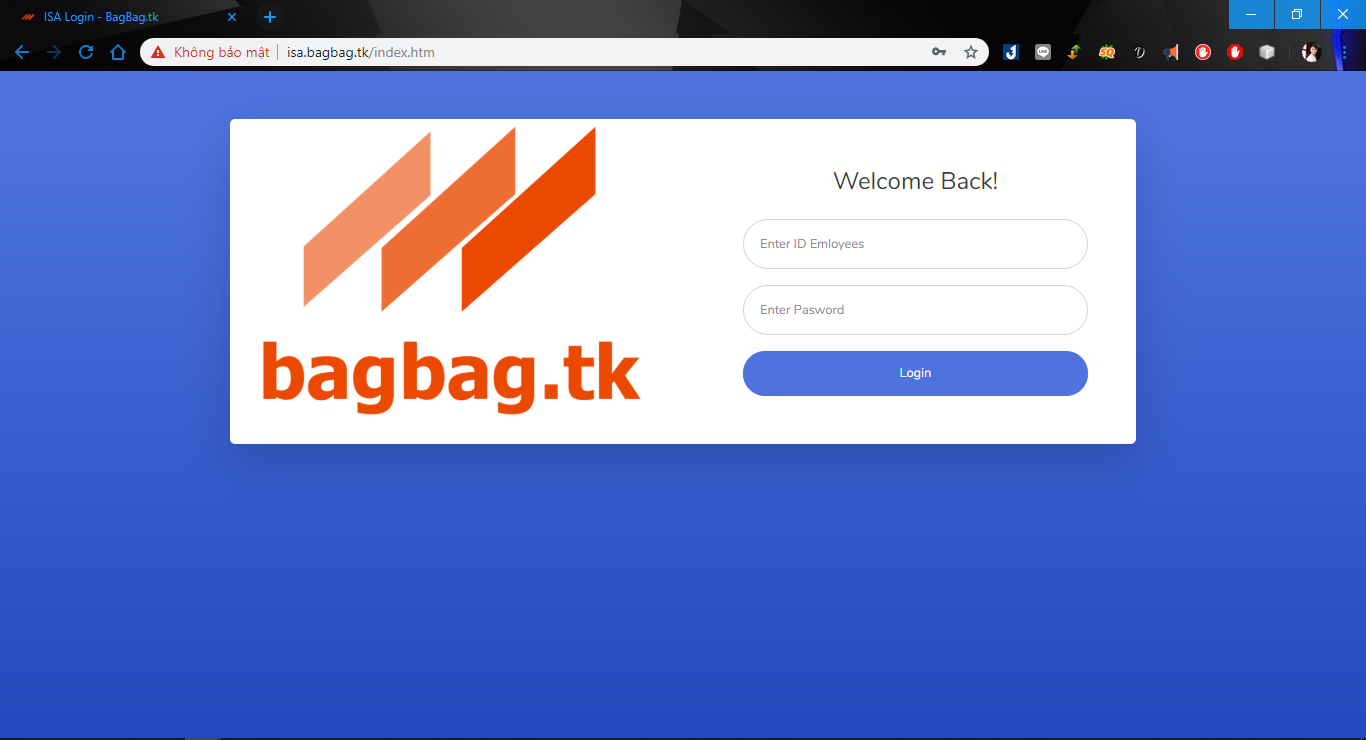 ISA Login - BagBag.tk
Không bảo mật
isa.bagbag.tk/index.htm
bagbag.tk
Welcome Back!
Enter ID Emloyees
Enter Pasword
Login